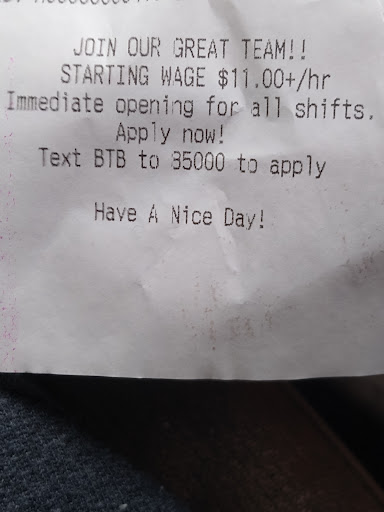 JOIN OUR GREAT TEAM!!
STARTING WAGE $11.00+/hr
Immediate opening for all shifts.
Apply now!
Text BTB to 85000 to apply
Have A Nice Day!